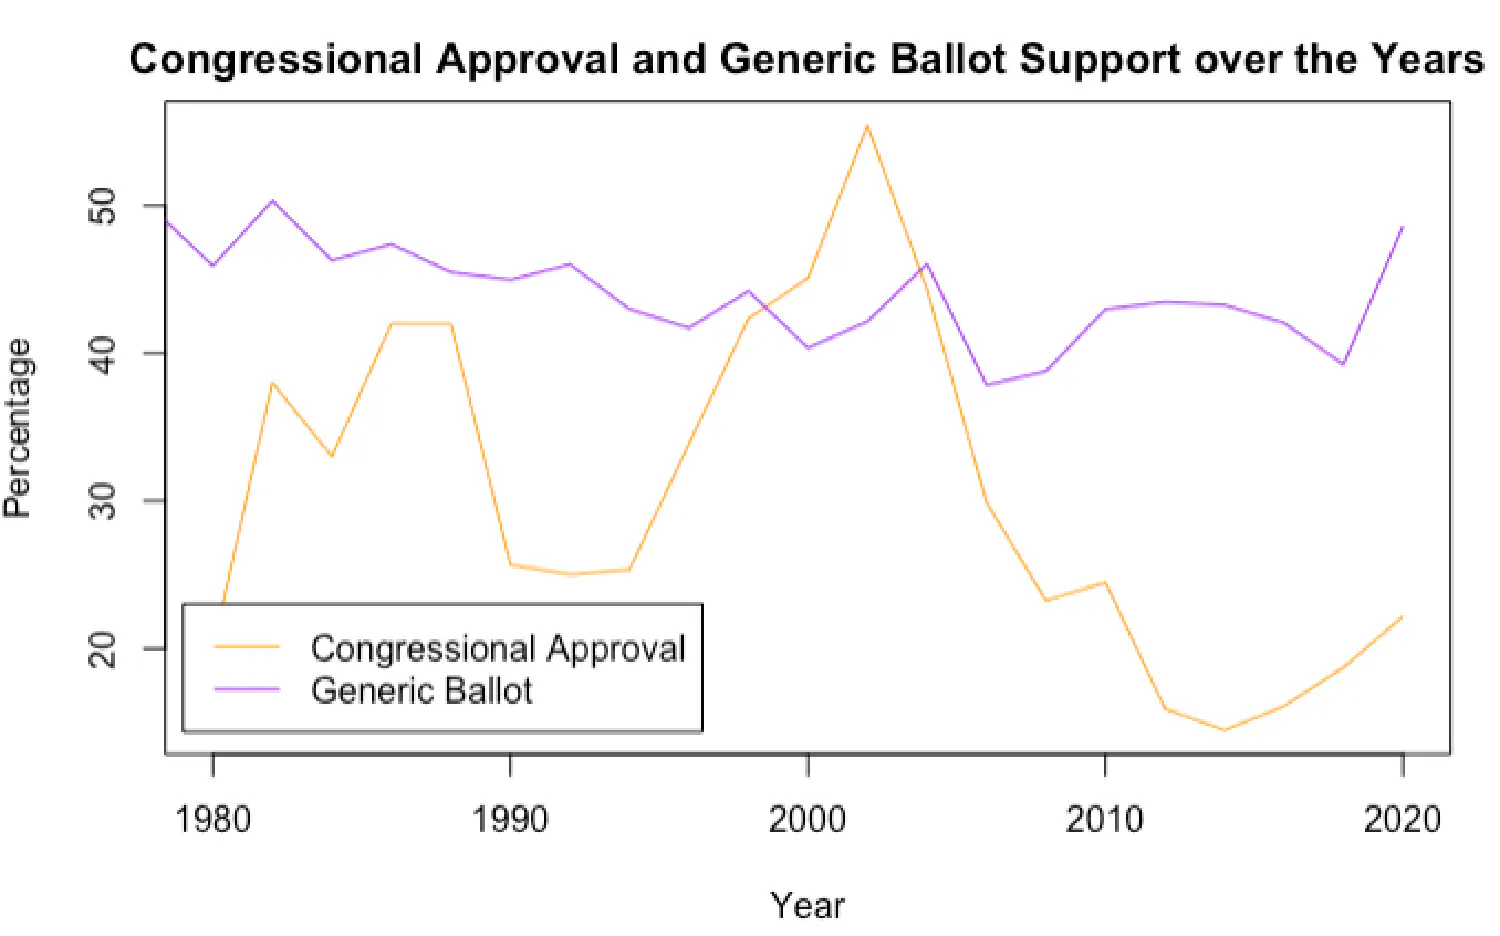 Congressional Approval and Generic Ballot Support over the Years
Percentage
50
40
30
20
Congressional Approval
Generic Ballot
1980 1990 2000 2010 2020
Year